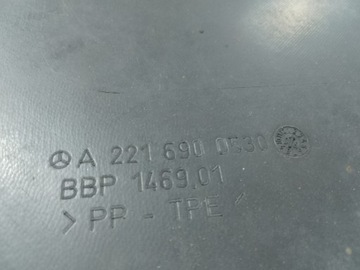 A 221 690 0530
BBP 1469.01
> PP - TPE <